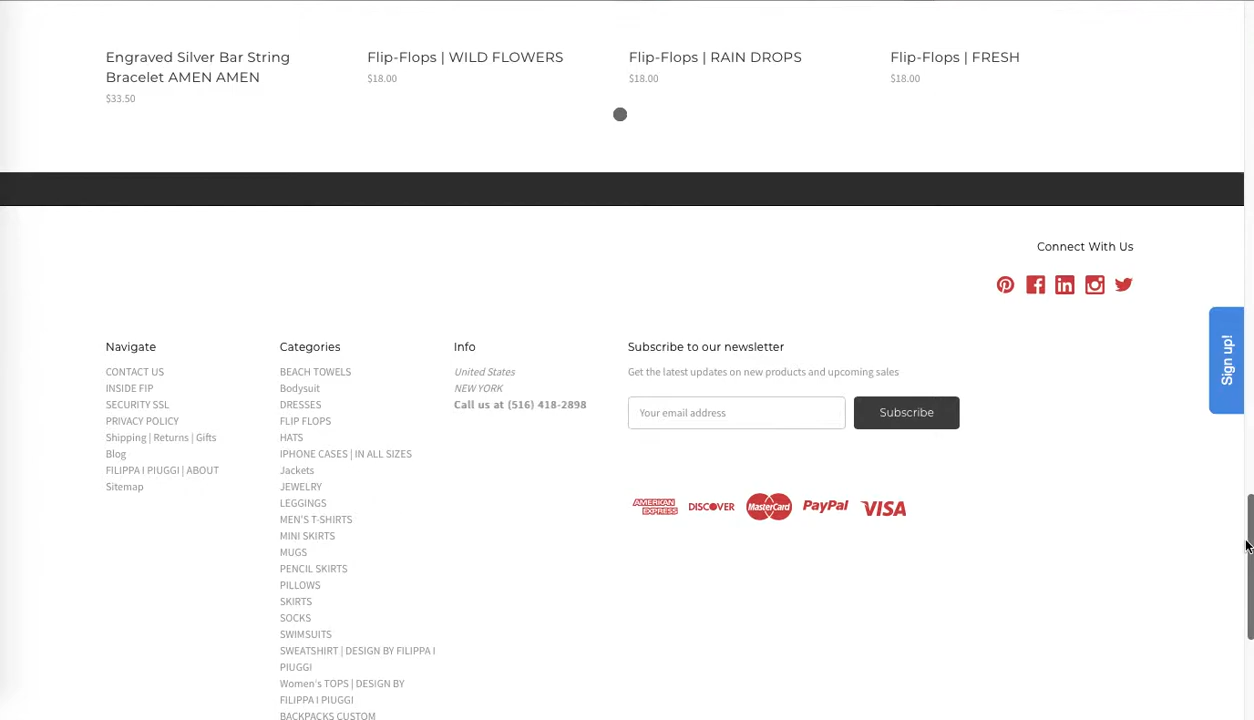 Engraved Silver Bar String
Bracelet AMEN AMEN
$33.50
Flip-Flops | WILD FLOWERS
$18.00
Flip-Flops | RAIN DROPS
$18.00
Flip-Flops | FRESH
$18.00
Connect With Us
Sign up!
Navigate
CONTACT US
INSIDE FIP
SECURITY SSL
PRIVACY POLICY
Shipping | Returns | Gifts
Blog
FILIPPA I PIUGGI | ABOUT
Sitemap
Categories
BEACH TOWELS
Bodysuit
DRESSES
FLIP FLOPS
HATS
IPHONE CASES | IN ALL SIZES
Jackets
JEWELRY
LEGGINGS
MEN'S T-SHIRTS
MINI SKIRTS
MUGS
PENCIL SKIRTS
PILLOWS
SKIRTS
SOCKS
SWIMSUITS
SWEATSHIRT | DESIGN BY FILIPPA I
PIUGGI
Women's TOPS | DESIGN BY
FILIPPA I PIUGGI
BACKPACKS CUSTOM
Info
United States
NEW YORK
Call us at (516) 418-2898
Subscribe to our newsletter
Get the latest updates on new products and upcoming sales
Your email address
Subscribe
AMERICAN
EXPRESS
DISCOVER
MasterCard
PayPal
VISA